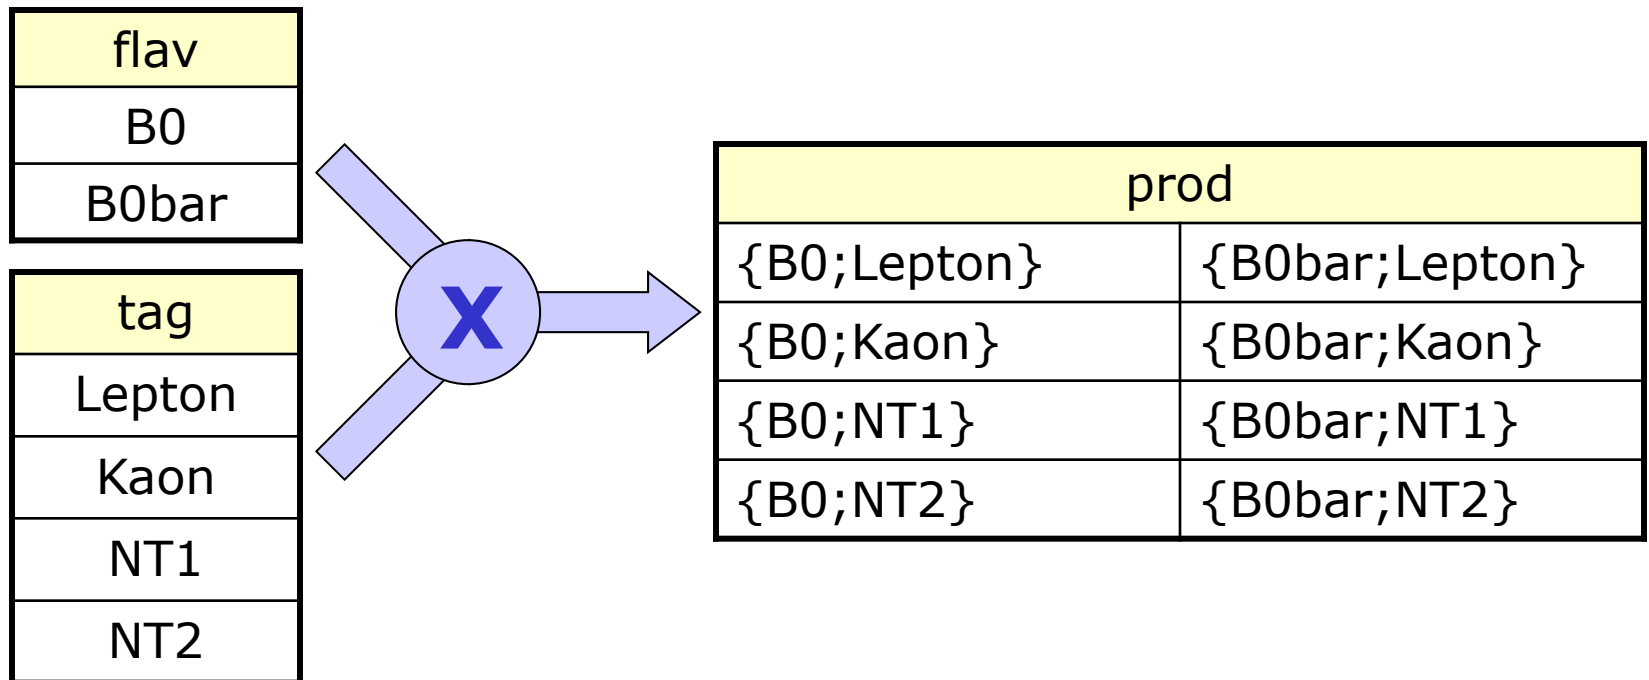 flav
B0
B0bar
tag
Lepton
Kaon
NT1
NT2
X
prod
{B0;Lepton} {B0bar;Lepton}
{B0;Kaon} {B0bar;Kaon}
{B0;NT1} {B0bar;NT1}
{B0;NT2} {B0bar;NT2}